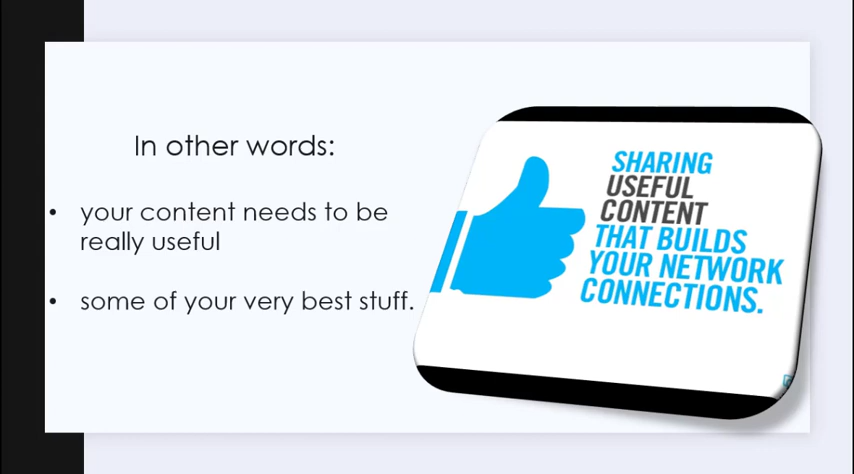 In other words:
• your content needs to be
really useful
• some of your very best stuff.
SHARING
USEFUL
CONTENT
THAT BUILDS
YOUR NETWORK
CONNECTIONS.